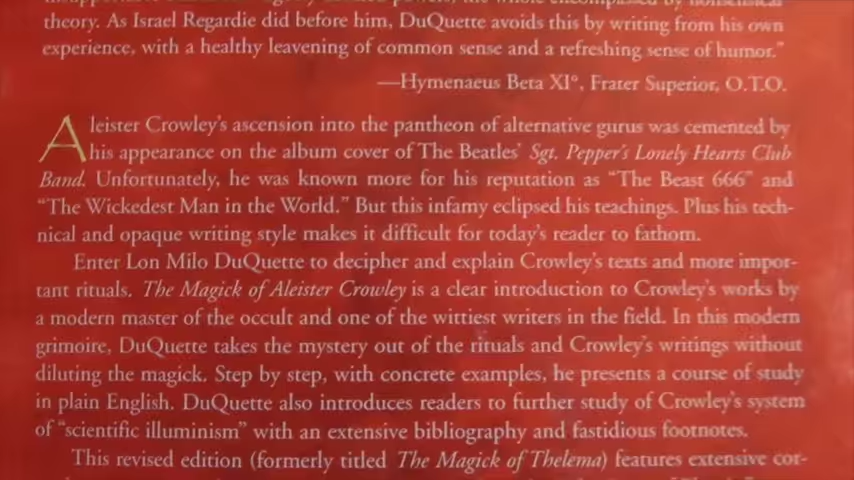 theory. As Israel Regardie did before him, DuQuette avoids this by writing from his own
experience, with a healthy leavening of common sense and a refreshing sense of humor."
—Hymenaeus Beta XI°, Frater Superior, O.T.O.
Aleister Crowley's ascension into the pantheon of alternative gurus was cemented by
his appearance on the album cover of The Beatles' Sgt. Pepper's Lonely Hearts Club
Band. Unfortunately, he was known more for his reputation as "The Beast 666" and
"The Wickedest Man in the World." But this infamy eclipsed his teachings. Plus his tech-
nical and opaque writing style makes it difficult for today's reader to fathom.
Enter Lon Milo DuQuette to decipher and explain Crowley's texts and more impor-
tant rituals. The Magick of Aleister Crowley is a clear introduction to Crowley's works by
a modern master of the occult and one of the wittiest writers in the field. In this modern
grimoire, DuQuette takes the mystery out of the rituals and Crowley's writings without
diluting the magick. Step by step, with concrete examples, he presents a course of study
in plain English. DuQuette also introduces readers to further study of Crowley's system
of "scientific illuminism" with an extensive bibliography and fastidious footnotes.
This revised edition (formerly titled The Magick of Thelema) features extensive cor-